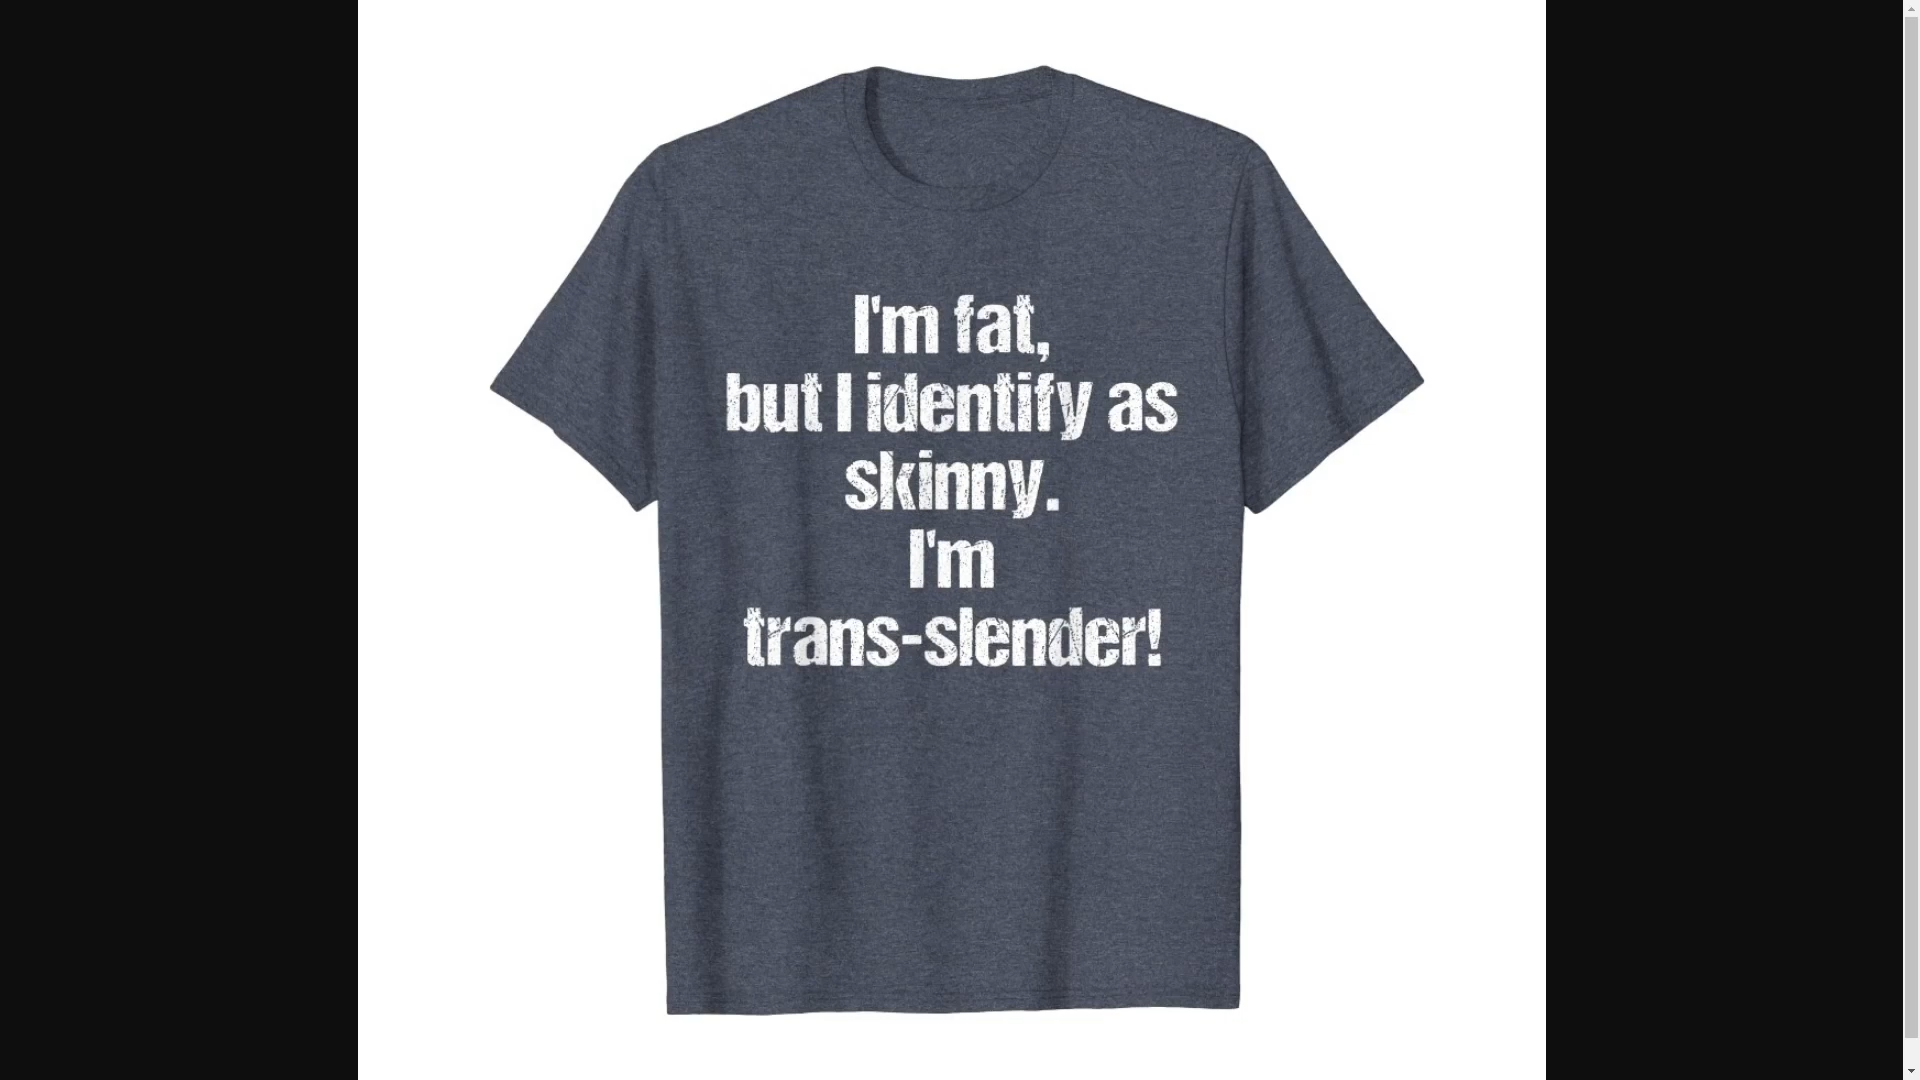 I'm fat,
but I identify as
skinny.
I'm
trans-slender!